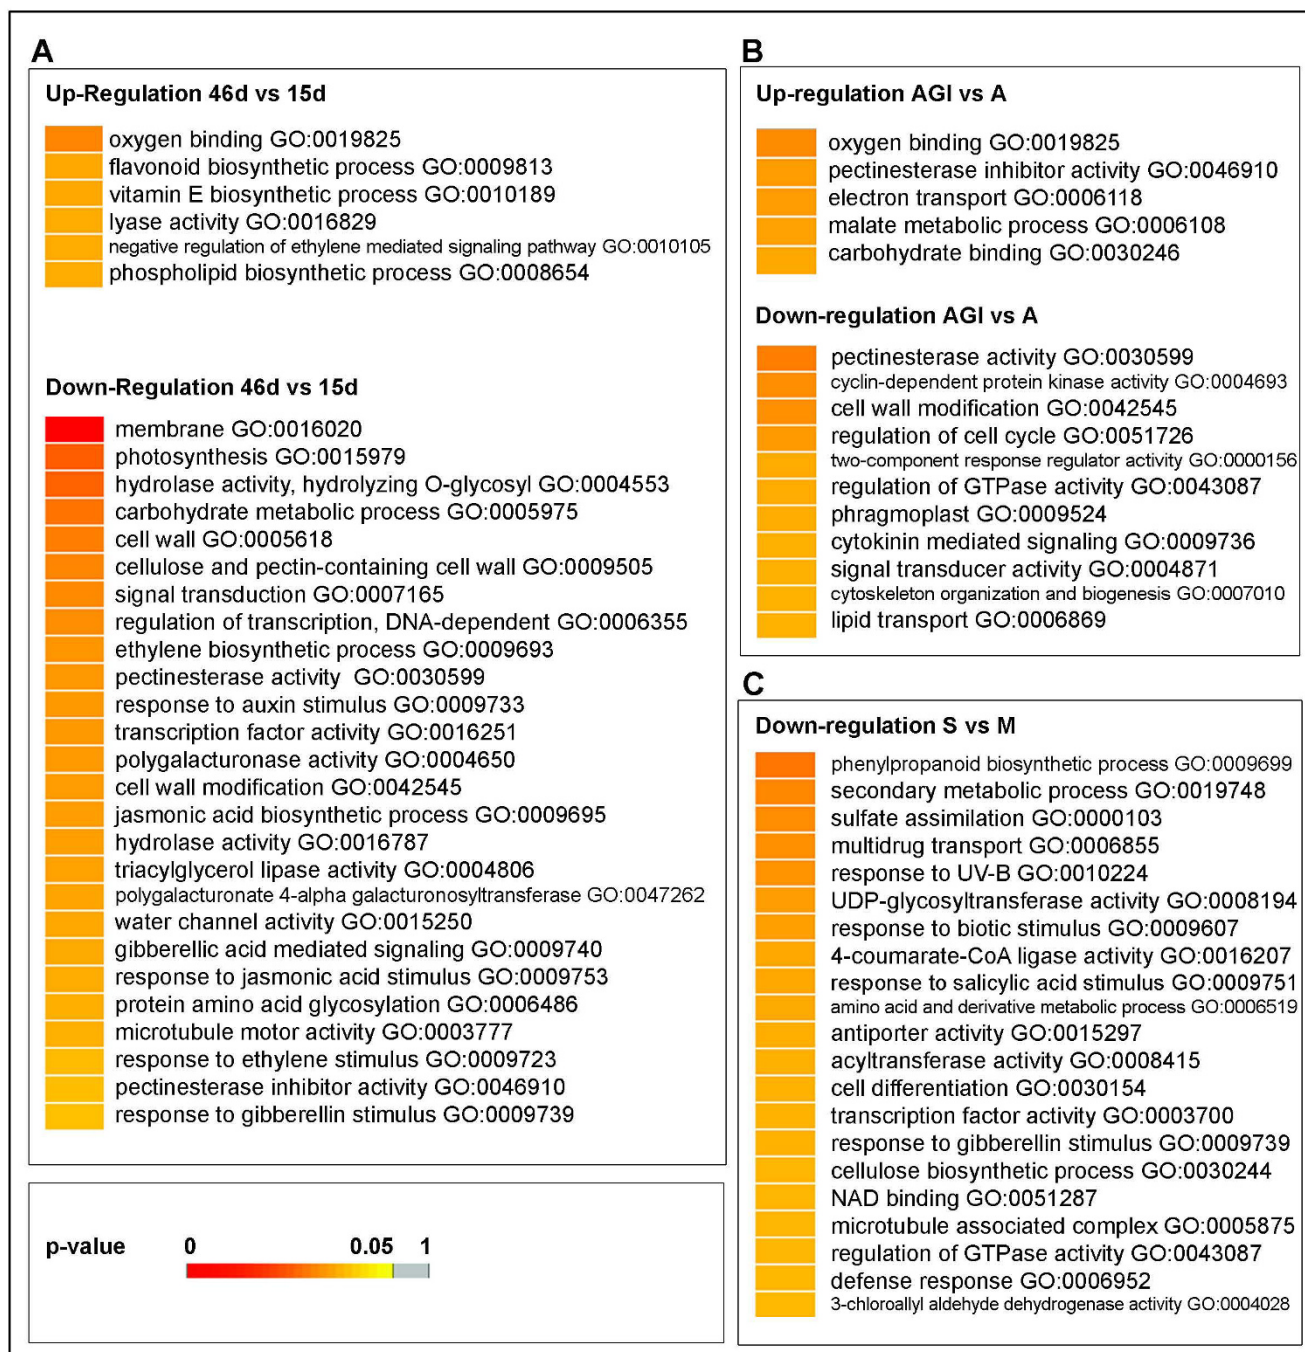 A
Up-Regulation 46d vs 15d
oxygen binding GO:0019825
flavonoid biosynthetic process GO:0009813
vitamin E biosynthetic process GO:0010189
lyase activity GO:0016829
negative regulation of ethylene mediated signaling pathway GO:0010105
phospholipid biosynthetic process GO:0008654
Down-Regulation 46d vs 15d
membrane GO:0016020
photosynthesis GO:0015979
hydrolase activity, hydrolyzing O-glycosyl GO:0004553
carbohydrate metabolic process GO:0005975
cell wall GO:0005618
cellulose and pectin-containing cell wall GO:0009505
signal transduction GO:0007165
regulation of transcription, DNA-dependent GO:0006355
ethylene biosynthetic process GO:0009693
pectinesterase activity GO:0030599
response to auxin stimulus GO:0009733
transcription factor activity GO:0016251
polygalacturonase activity GO:0004650
cell wall modification GO:0042545
jasmonic acid biosynthetic process GO:0009695
hydrolase activity GO:0016787
triacylglycerol lipase activity GO:0004806
polygalacturonate 4-alpha galacturonosyltransferase GO:0047262
water channel activity GO:0015250
gibberellic acid mediated signaling GO:0009740
response to jasmonic acid stimulus GO:0009753
protein amino acid glycosylation GO:0006486
microtubule motor activity GO:0003777
response to ethylene stimulus GO:0009723
pectinesterase inhibitor activity GO:0046910
response to gibberellin stimulus GO:0009739
p-value 0 0.05 1
B
Up-regulation AGI vs A
oxygen binding GO:0019825
pectinesterase inhibitor activity GO:0046910
electron transport GO:0006118
malate metabolic process GO:0006108
carbohydrate binding GO:0030246
Down-regulation AGI vs A
pectinesterase activity GO:0030599
cyclin-dependent protein kinase activity GO:0004693
cell wall modification GO:0042545
regulation of cell cycle GO:0051726
two-component response regulator activity GO:0000156
regulation of GTPase activity GO:0043087
phragmoplast GO:0009524
cytokinin mediated signaling GO:0009736
signal transducer activity GO:0004871
cytoskeleton organization and biogenesis GO:0007010
lipid transport GO:0006869
C
Down-regulation S vs M
phenylpropanoid biosynthetic process GO:0009699
secondary metabolic process GO:0019748
sulfate assimilation GO:0000103
multidrug transport GO:0006855
response to UV-B GO:0010224
UDP-glycosyltransferase activity GO:0008194
response to biotic stimulus GO:0009607
4-coumarate-CoA ligase activity GO:0016207
response to salicylic acid stimulus GO:0009751
amino acid and derivative metabolic process GO:0006519
antiporter activity GO:0015297
acyltransferase activity GO:0008415
cell differentiation GO:0030154
transcription factor activity GO:0003700
response to gibberellin stimulus GO:0009739
cellulose biosynthetic process GO:0030244
NAD binding GO:0051287
microtubule associated complex GO:0005875
regulation of GTPase activity GO:0043087
defense response GO:0006952
3-chloroallyl aldehyde dehydrogenase activity GO:0004028